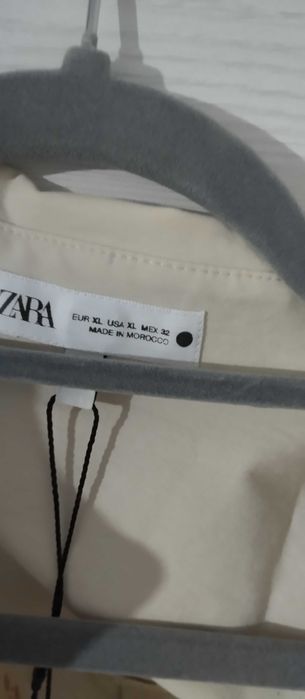 ZARA
EUR XL USA XL MEX 32
MADE IN MOROCCO